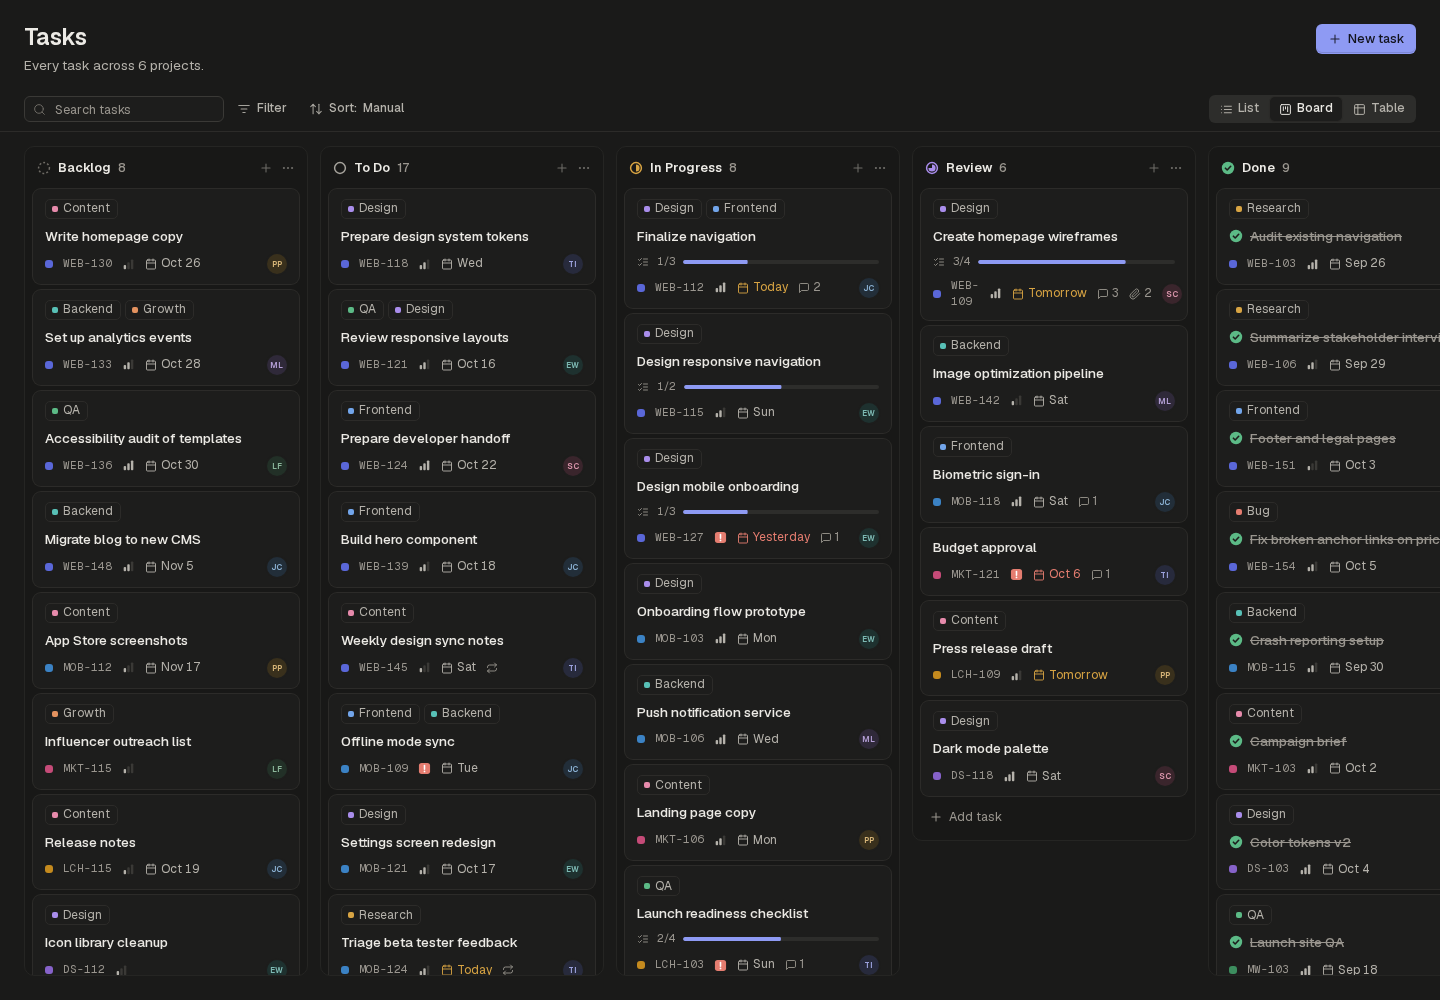 Tasks
Every task across 6 projects.
New task
Search tasks
Filter
Sort: Manual
List
Board
Table
Backlog 8
Content
Write homepage copy
WEB-130 Oct 26 PP
Backend Growth
Set up analytics events
WEB-133 Oct 28 ML
QA
Accessibility audit of templates
WEB-136 Oct 30 LF
Backend
Migrate blog to new CMS
WEB-148 Nov 5 JC
Content
App Store screenshots
MOB-112 Nov 17 PP
Growth
Influencer outreach list
MKT-115 LF
Content
Release notes
LCH-115 Oct 19 JC
Design
Icon library cleanup
DS-112 EW
To Do 17
Design
Prepare design system tokens
WEB-118 Wed TI
QA Design
Review responsive layouts
WEB-121 Oct 16 EW
Frontend
Prepare developer handoff
WEB-124 Oct 22 SC
Frontend
Build hero component
WEB-139 Oct 18 JC
Content
Weekly design sync notes
WEB-145 Sat TI
Frontend Backend
Offline mode sync
MOB-109 Tue JC
Design
Settings screen redesign
MOB-121 Oct 17 EW
Research
Triage beta tester feedback
MOB-124 Today TI
In Progress 8
Design Frontend
Finalize navigation
1/3
WEB-112 Today 2 JC
Design
Design responsive navigation
1/2
WEB-115 Sun EW
Design
Design mobile onboarding
1/3
WEB-127 Yesterday 1 EW
Design
Onboarding flow prototype
MOB-103 Mon EW
Backend
Push notification service
MOB-106 Wed ML
Content
Landing page copy
MKT-106 Mon PP
QA
Launch readiness checklist
2/4
LCH-103 Sun 1 TI
Review 6
Design
Create homepage wireframes
3/4
WEB-
109 Tomorrow 3 2 SC
Backend
Image optimization pipeline
WEB-142 Sat ML
Frontend
Biometric sign-in
MOB-118 Sat 1 JC
Budget approval
MKT-121 Oct 6 1 TI
Content
Press release draft
LCH-109 Tomorrow PP
Design
Dark mode palette
DS-118 Sat SC
Add task
Done 9
Research
Audit existing navigation
WEB-103 Sep 26
Research
Summarize stakeholder
WEB-106 Sep 29
Frontend
Footer and legal pages
WEB-151 Oct 3
Bug
Fix broken anchor links on
WEB-154 Oct 5
Backend
Crash reporting setup
MOB-115 Sep 30
Content
Campaign brief
MKT-103 Oct 2
Design
Color tokens v2
DS-103 Oct 4
QA
Launch site QA
MW-103 Sep 18